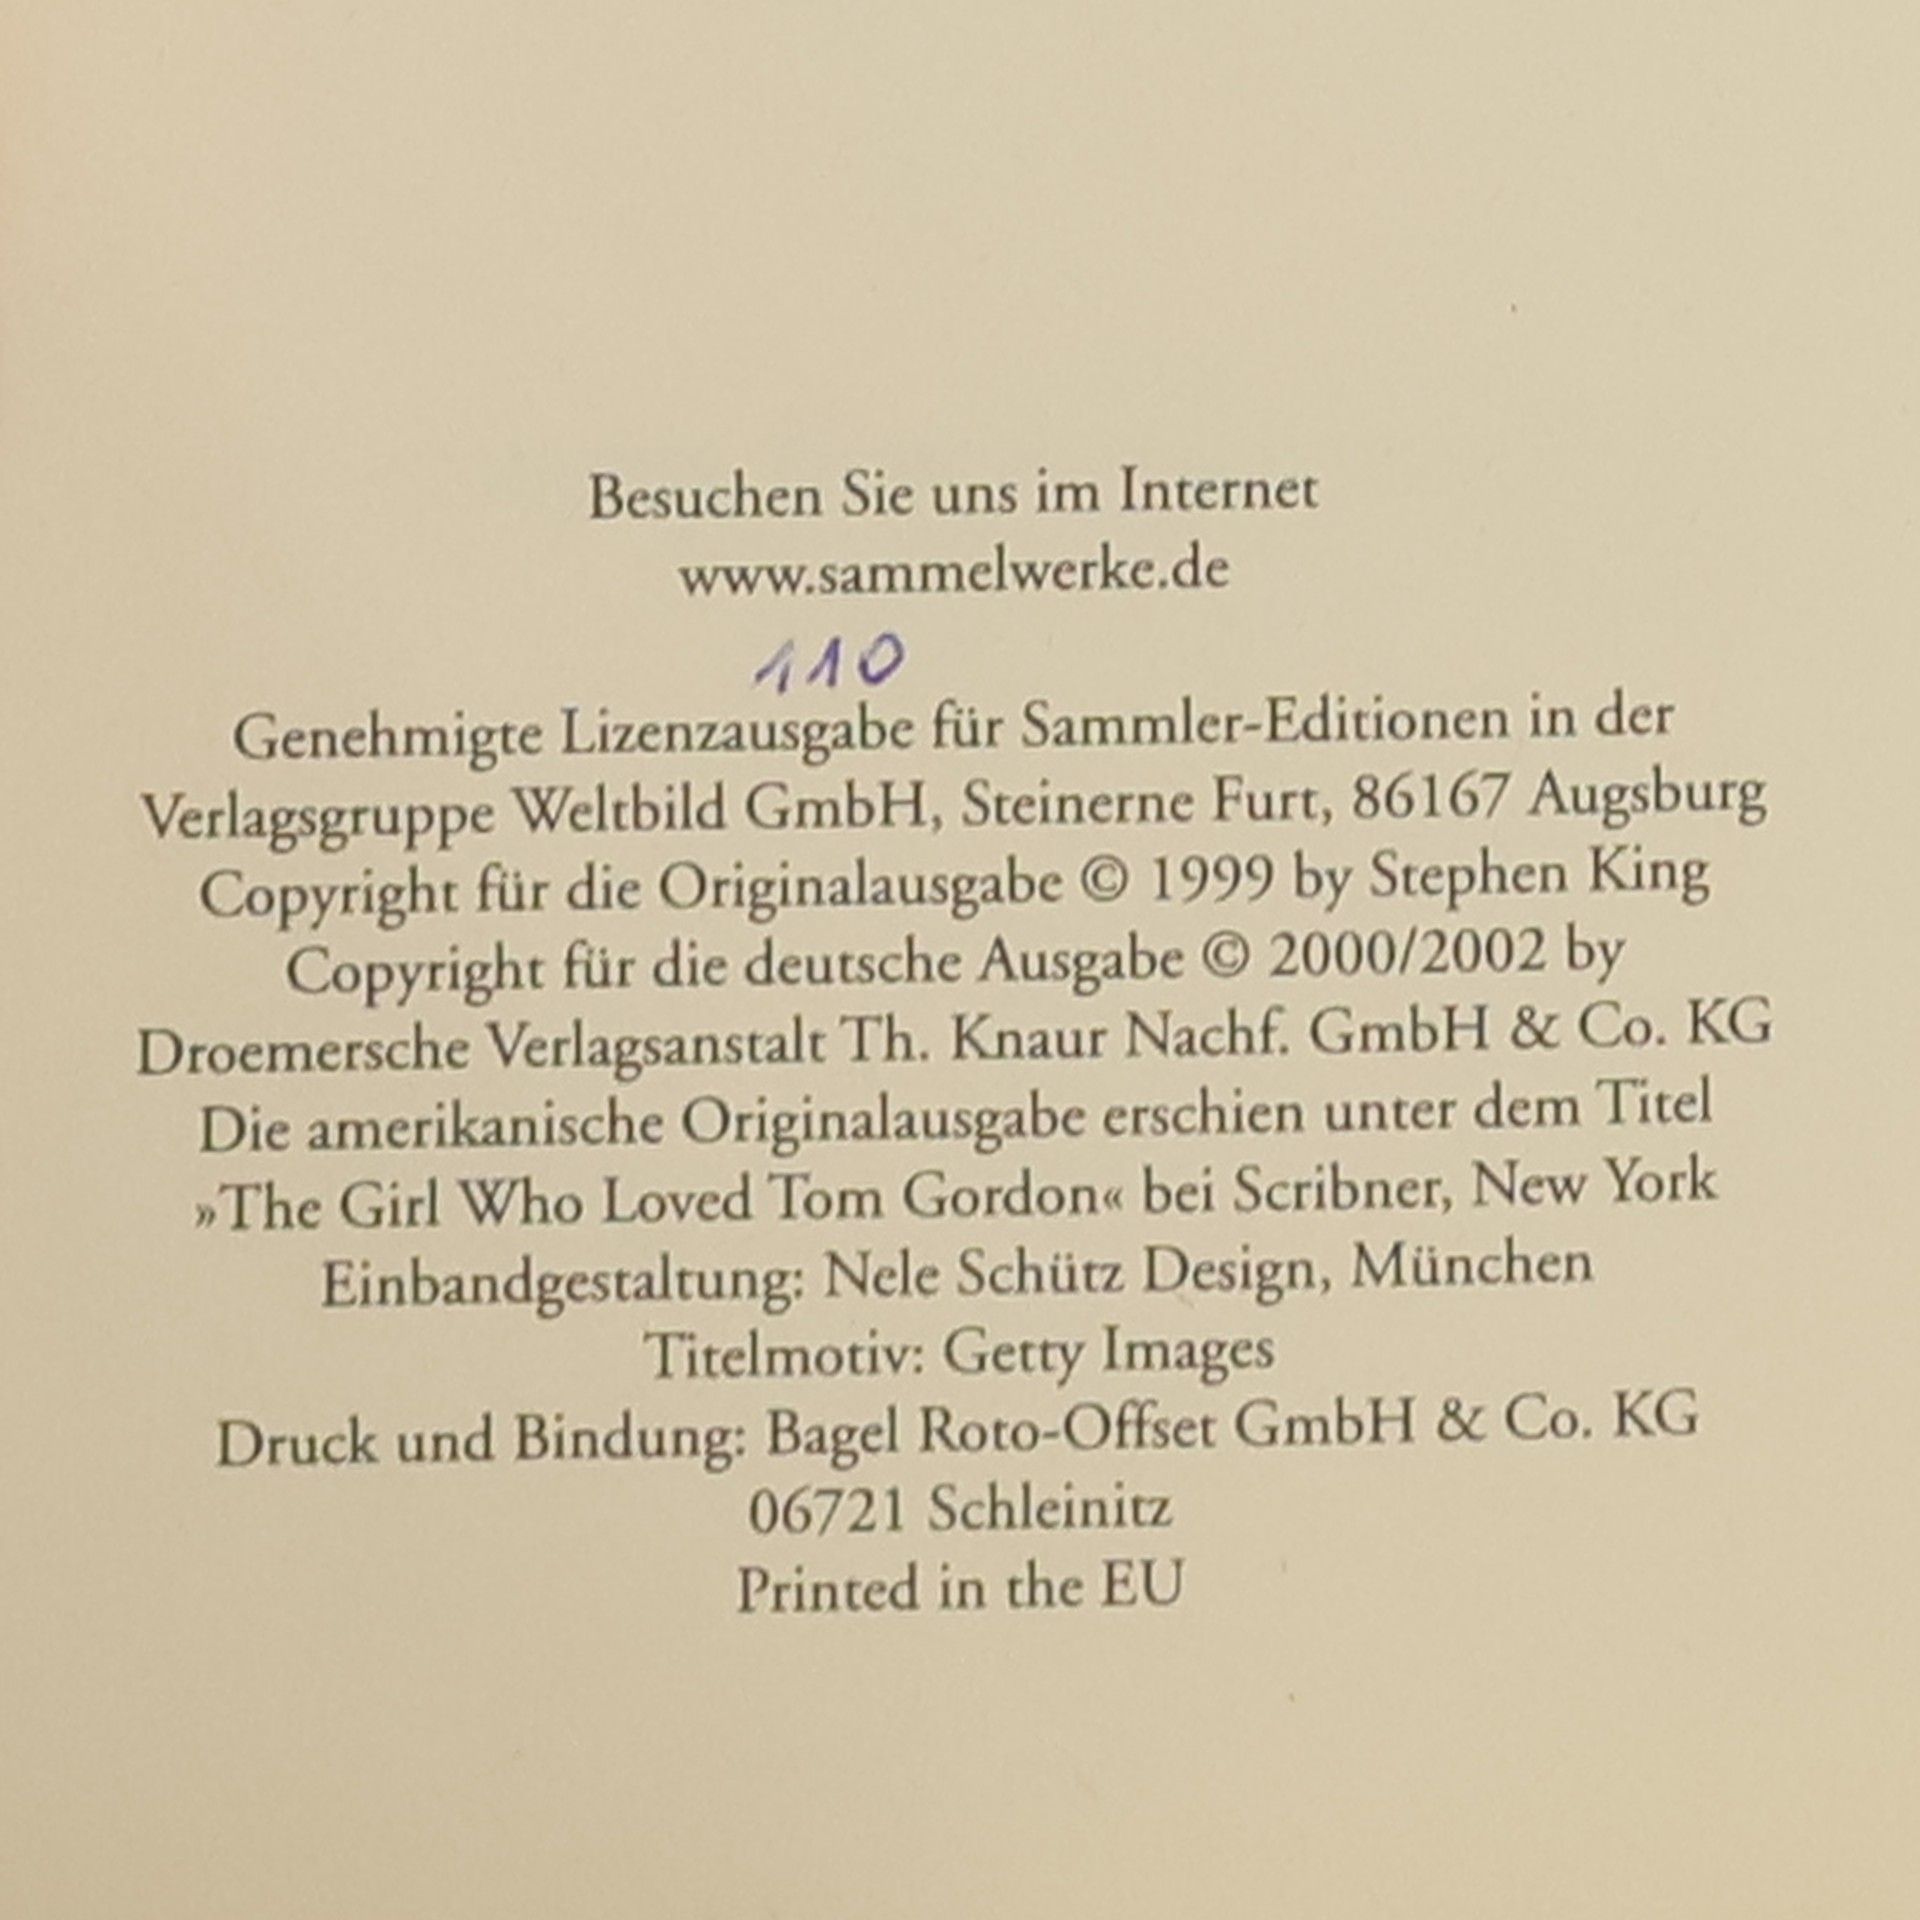 Besuchen Sie uns im Internet
www.sammelwerke.de
110
Genehmigte Lizenzausgabe für Sammler-Editionen in der
Verlagsgruppe Weltbild GmbH, Steinerne Furt, 86167 Augsburg
Copyright für die Originalausgabe © 1999 by Stephen King
Copyright für die deutsche Ausgabe © 2000/2002 by
Droemersche Verlagsanstalt Th. Knaur Nachf. GmbH & Co. KG
Die amerikanische Originalausgabe erschien unter dem Titel
»The Girl Who Loved Tom Gordon« bei Scribner, New York
Einbandgestaltung: Nele Schütz Design, München
Titelmotiv: Getty Images
Druck und Bindung: Bagel Roto-Offset GmbH & Co. KG
06721 Schleinitz
Printed in the EU